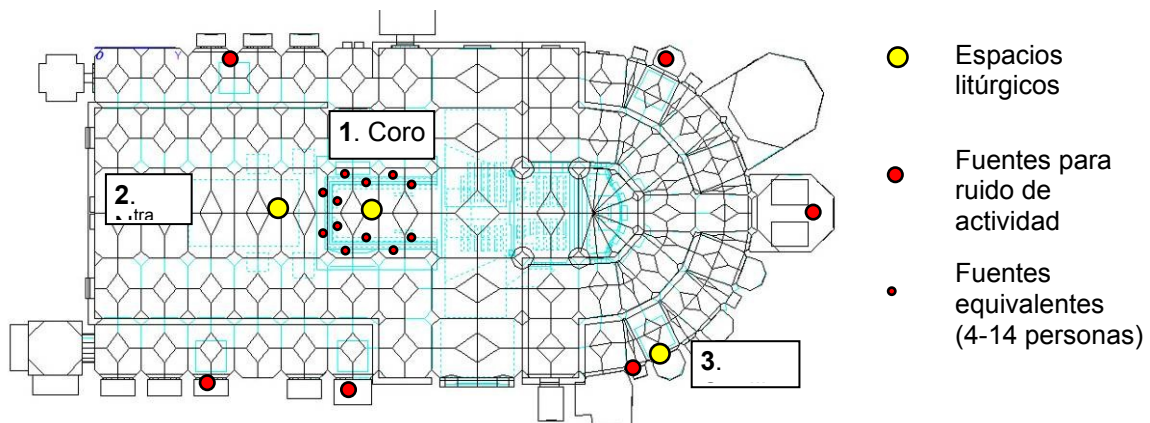 1. Coro
2.
3.
Espacios
litúrgicos
Fuentes para
ruido de
actividad
Fuentes
equivalentes
(4-14 personas)